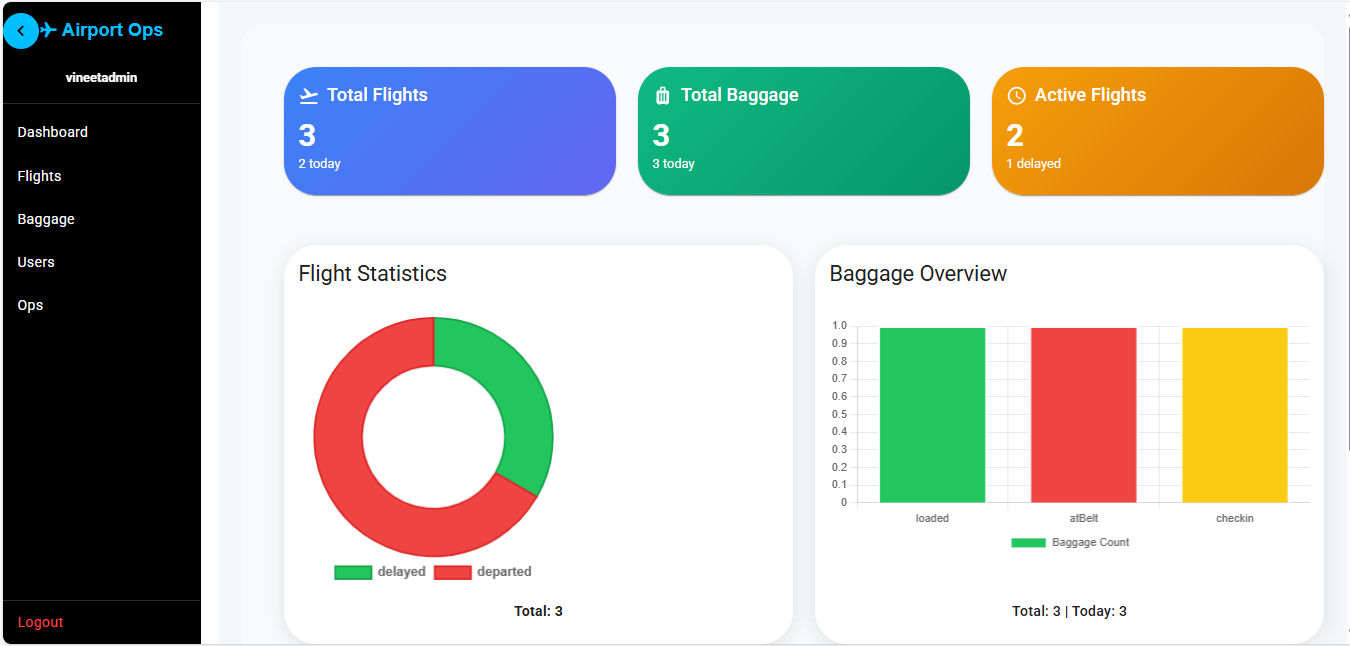 Airport Ops
vineetadmin
Dashboard
Flights
Baggage
Users
Ops
Logout
Total Flights
3
2 today
Total Baggage
3
3 today
Active Flights
2
1 delayed
Flight Statistics
delayed departed
Total: 3
Baggage Overview
1.0
0.9
0.8
0.7
0.6
0.5
0.4
0.3
0.2
0.1
0
loaded atBelt checkin
Baggage Count
Total: 3 | Today: 3